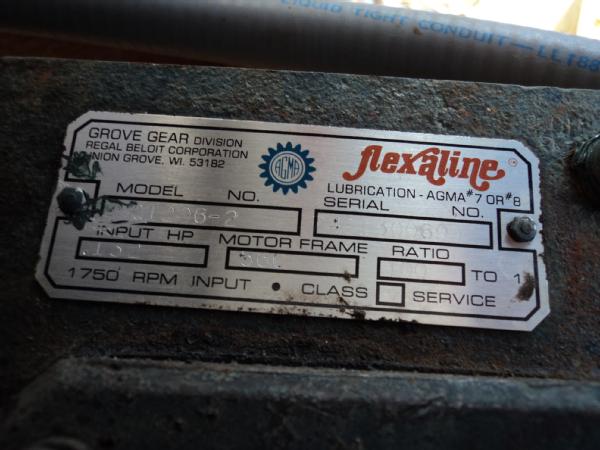 LIQUID TIGHT CONDUIT-LLT88
GROVE GEAR DIVISION
REGAL BELOIT CORPORATION
UNION GROVE, WI. 53182
AGMA
flexaline
LUBRICATION - AGMA #7 OR #8
MODEL NO.
SERIAL NO.
INPUT HP
MOTOR FRAME
RATIO
TO 1
1750 RPM INPUT • CLASS SERVICE